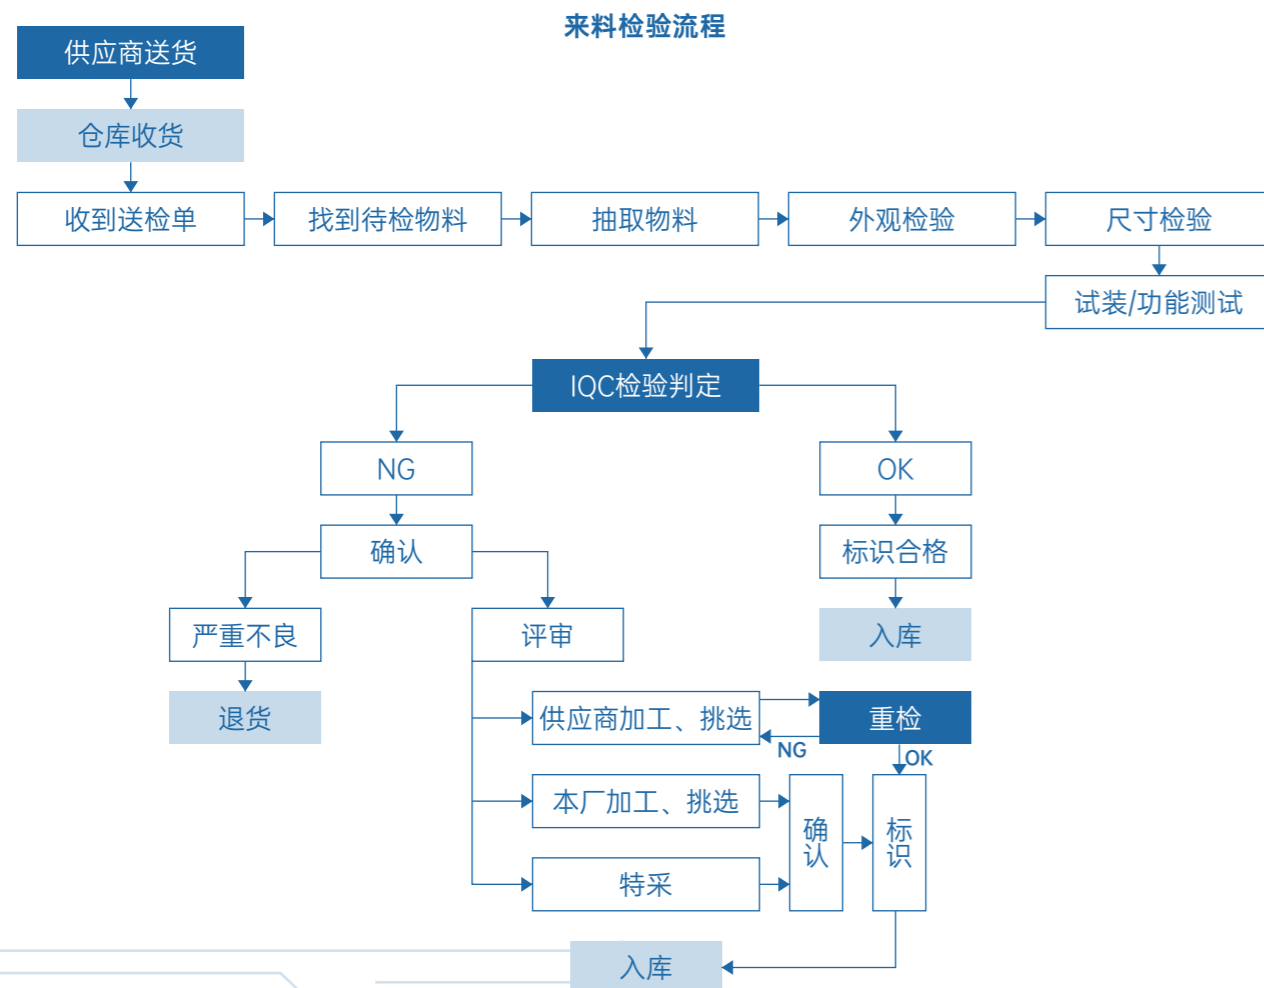 来料检验流程
供应商送货
仓库收货
收到送检单
找到待检物料
抽取物料
外观检验
尺寸检验
试装/功能测试
IQC检验判定
NG
OK
确认
标识合格
严重不良
评审
入库
退货
供应商加工、挑选
重检
NG
OK
本厂加工、挑选
确认
标识
特采
入库